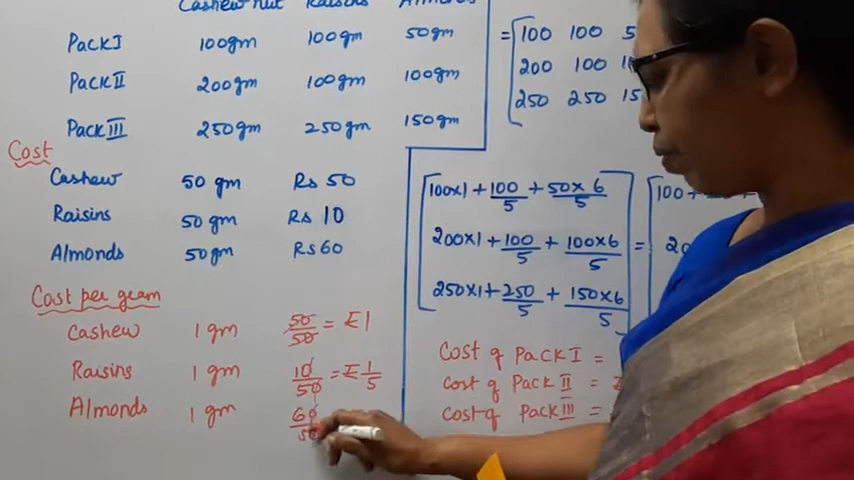 Cashew nut Raisins Almonds
Pack I 100gm 100gm 50gm
Pack II 200gm 100gm 100gm
Pack III 250gm 250gm 150gm
Cost
Cashew 50 gm Rs 50
Raisins 50gm Rs 10
Almonds 50gm Rs 60
Cost per gram
Cashew 1 gm 50/50 = ₹1
Raisins 1 gm 10/50 = ₹1/5
Almonds 1 gm 60/50
= [100 100 5
200 100 1
250 250 15
[100x1 + 100/5 + 50x6/5
200x1 + 100/5 + 100x6/5
250x1 + 250/5 + 150x6/5] = [100 +
20
Cost of Pack I =
Cost of Pack II =
Cost of Pack III =